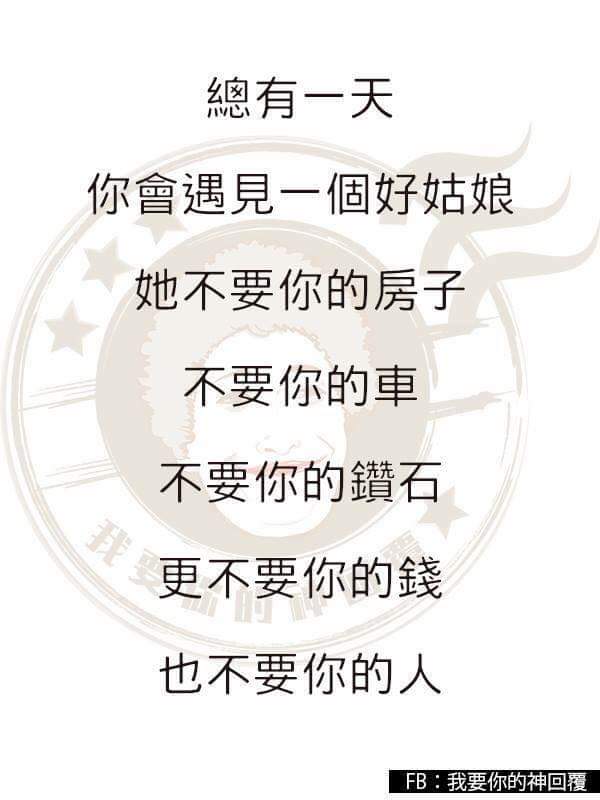 總有一天
你會遇見一個好姑娘
她不要你的房子
不要你的車
不要你的鑽石
更不要你的錢
也不要你的人
我要你的神回覆
FB：我要你的神回覆